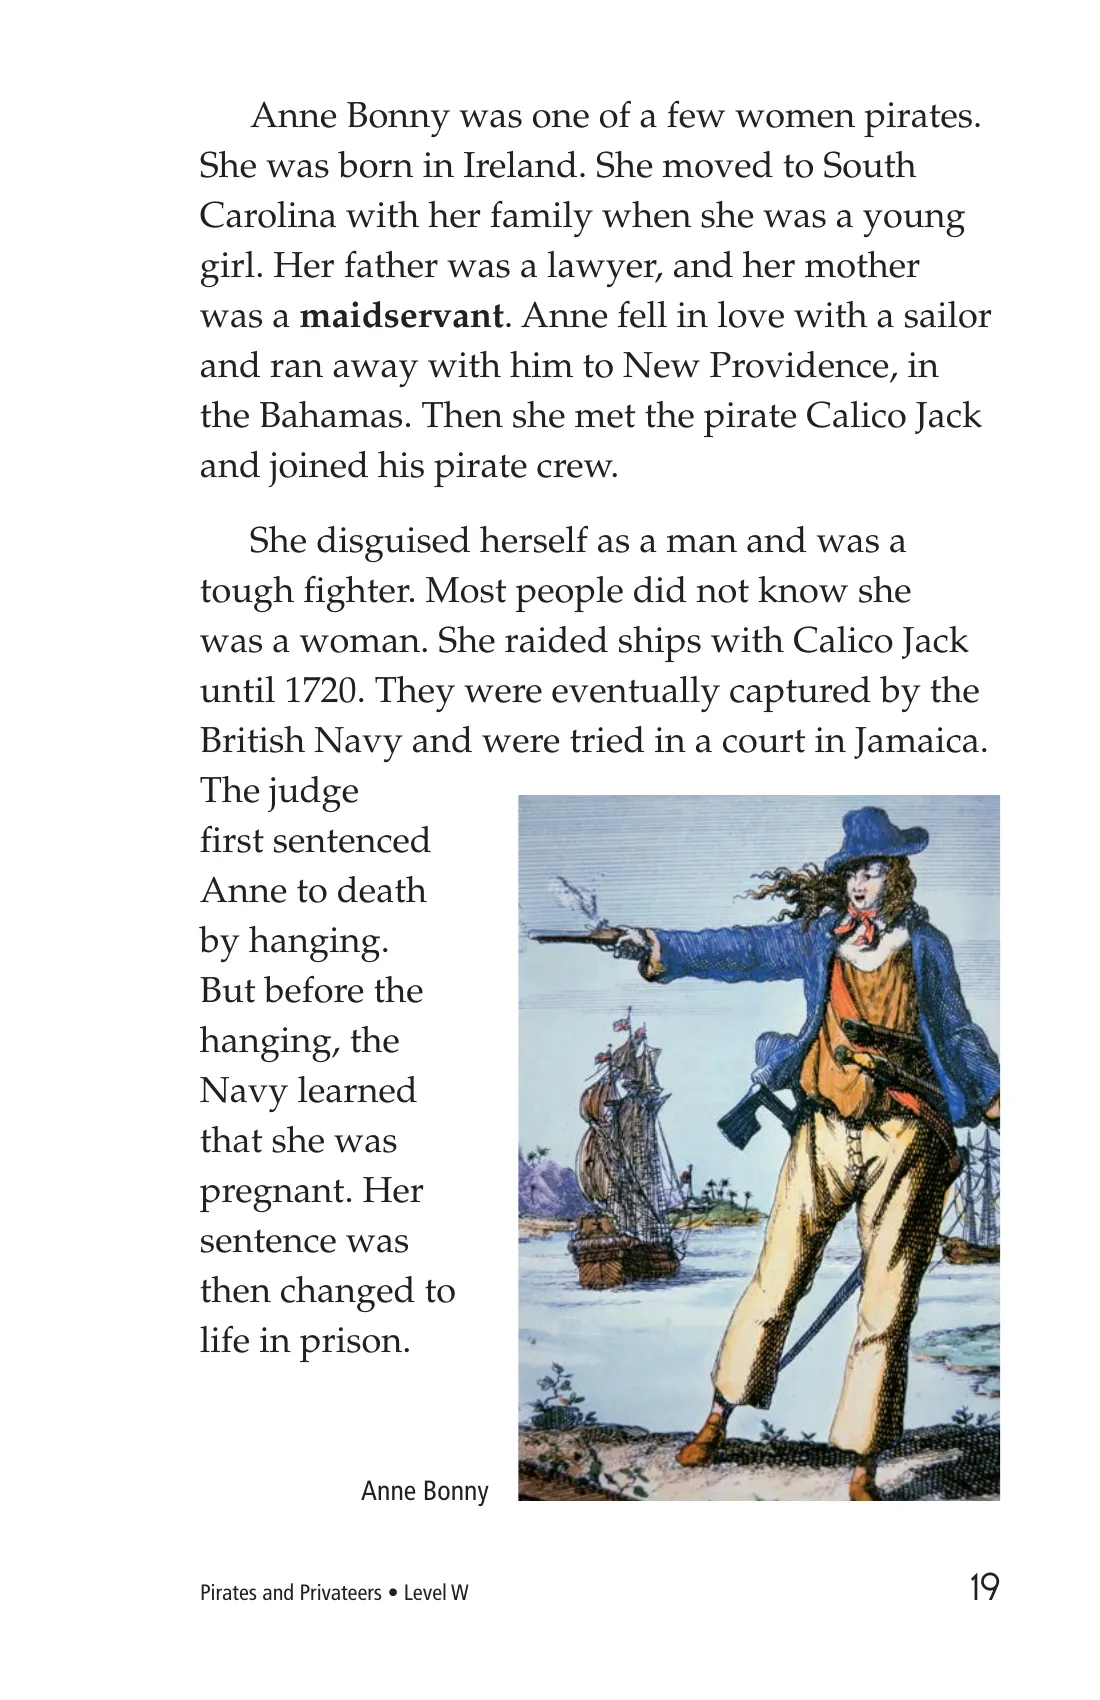 Anne Bonny was one of a few women pirates.
She was born in Ireland. She moved to South
Carolina with her family when she was a young
girl. Her father was a lawyer, and her mother
was a maidservant. Anne fell in love with a sailor
and ran away with him to New Providence, in
the Bahamas. Then she met the pirate Calico Jack
and joined his pirate crew.
She disguised herself as a man and was a
tough fighter. Most people did not know she
was a woman. She raided ships with Calico Jack
until 1720. They were eventually captured by the
British Navy and were tried in a court in Jamaica.
The judge
first sentenced
Anne to death
by hanging.
But before the
hanging, the
Navy learned
that she was
pregnant. Her
sentence was
then changed to
life in prison.
Anne Bonny
Pirates and Privateers • Level W
19